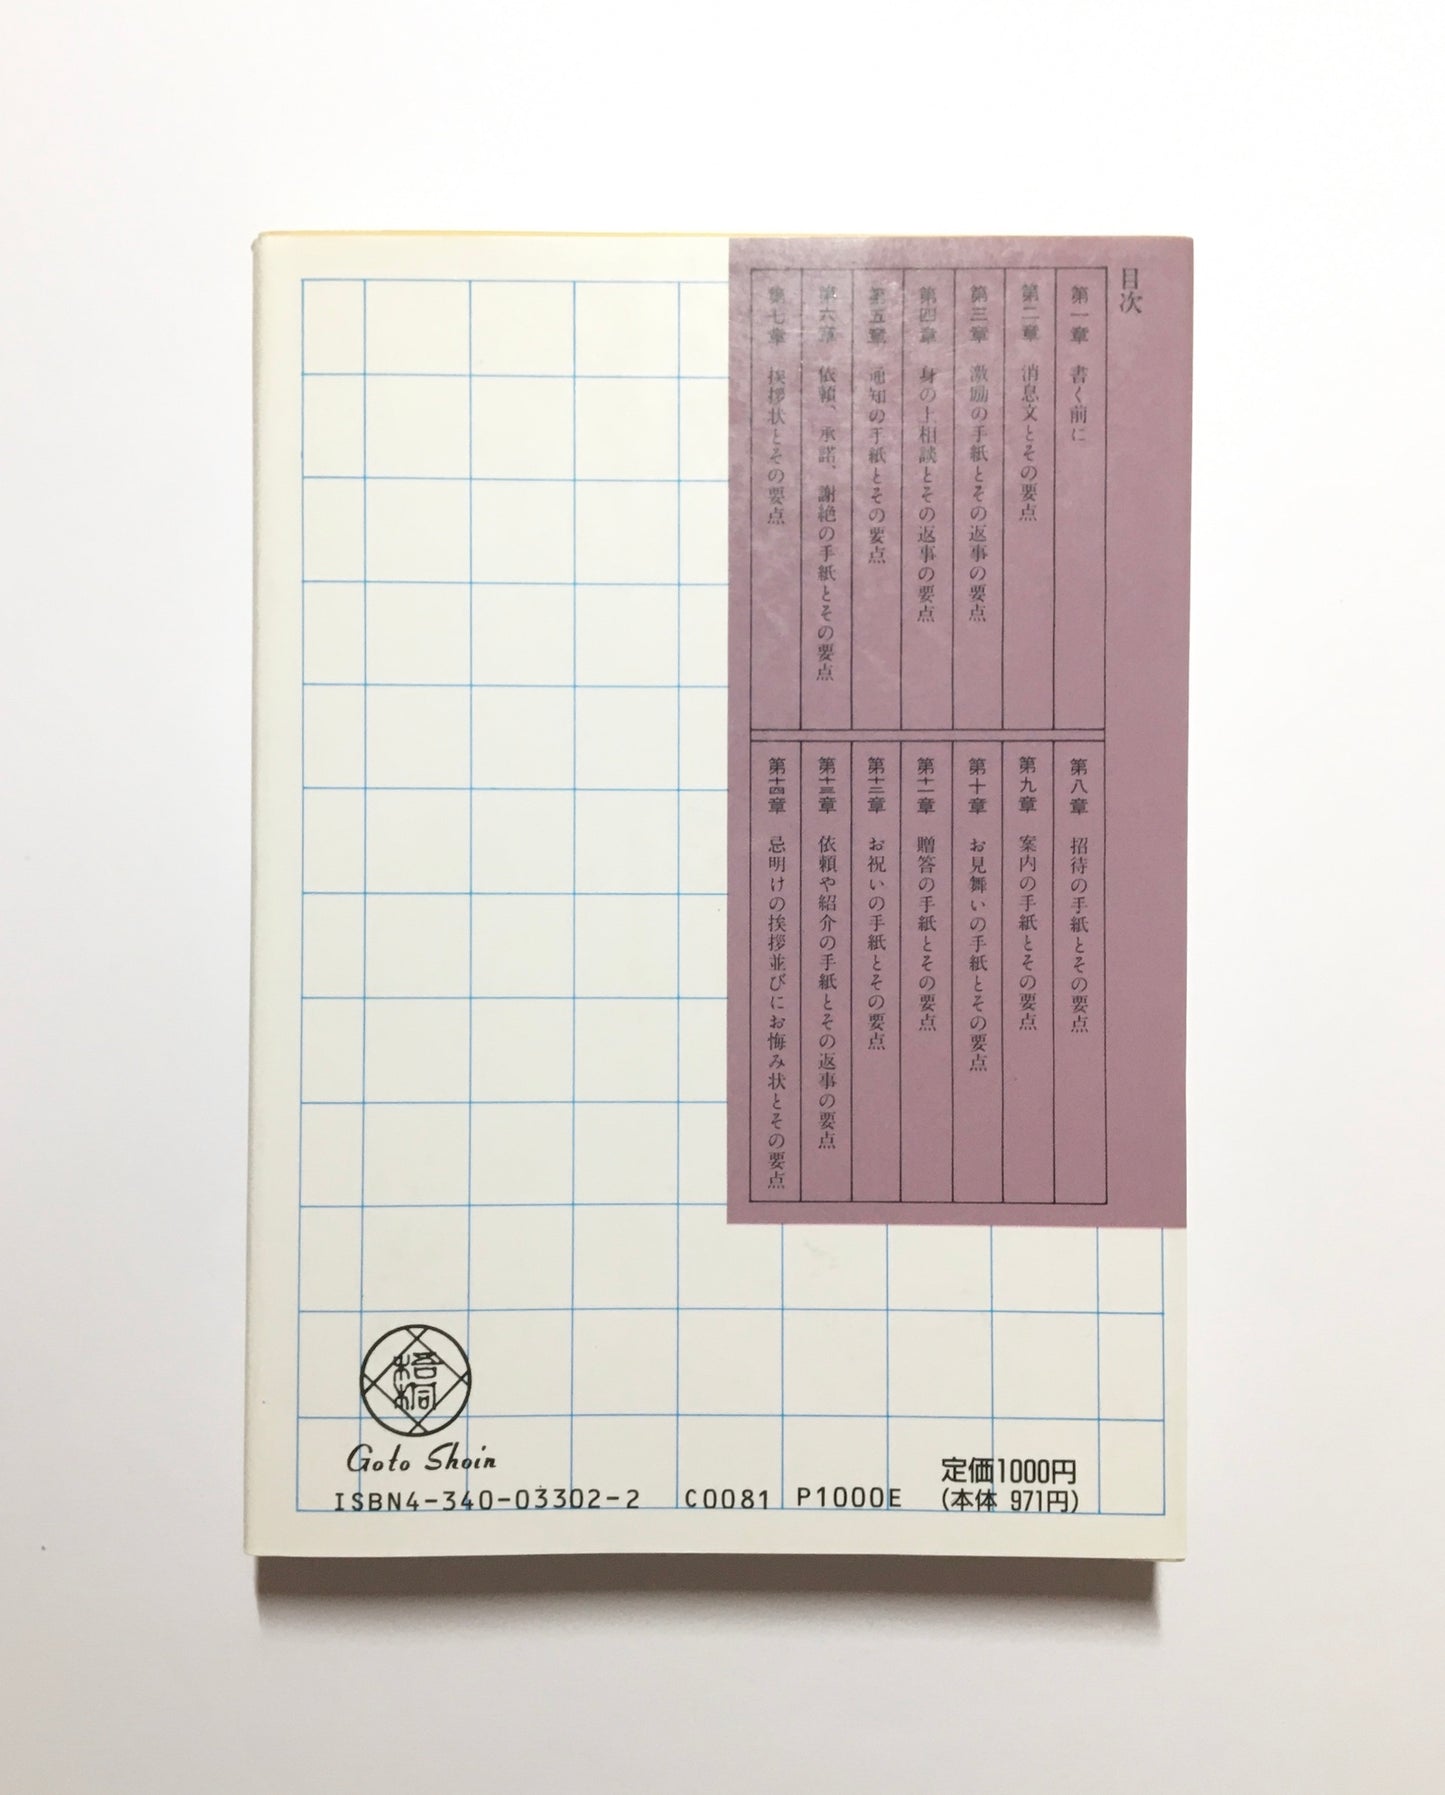 目次
第一章 書く前に
第二章 消息文とその要点
第三章 激励の手紙とその返事の要点
第四章 身の上相談とその返事の要点
第五章 通知の手紙とその要点
第六章 依頼、承諾、謝絶の手紙とその要点
第七章 挨拶状とその要点
第八章 招待の手紙とその要点
第九章 案内の手紙とその要点
第十章 お見舞いの手紙とその要点
第十一章 贈答の手紙とその要点
第十二章 お祝いの手紙とその要点
第十三章 依頼や紹介の手紙とその返事の要点
第十四章 忌明けの挨拶並びにお悔み状とその要点
梧桐
Goto Shoin
ISBN4-340-03302-2 C0081 P1000E
定価1000円
(本体 971円)